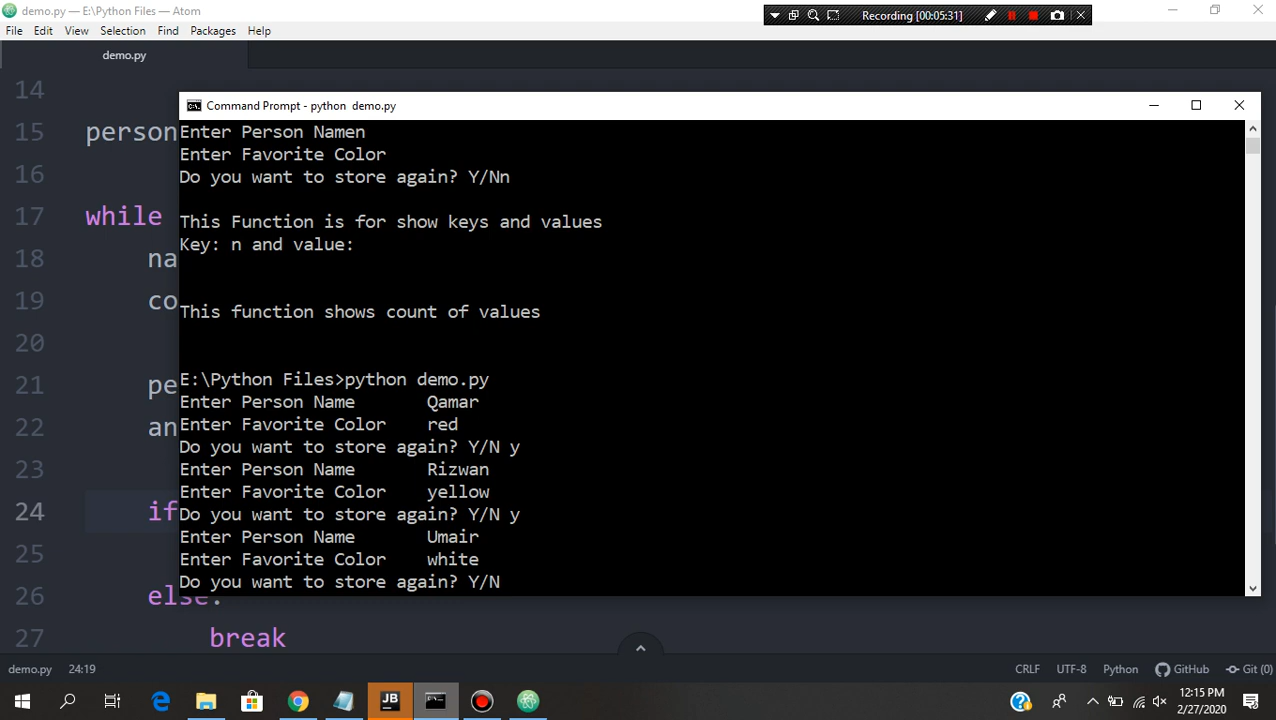 demo.py — E:\Python Files — Atom
Recording [00:05:31]
File Edit View Selection Find Packages Help
demo.py
14
15 person
16
17 while
18 na
19 co
20
21 pe
22 an
23
24 if
25
26 else:
27 break
Command Prompt - python  demo.py
Enter Person Namen
Enter Favorite Color
Do you want to store again? Y/Nn
This Function is for show keys and values
Key: n and value:
This function shows count of values
E:\Python Files>python demo.py
Enter Person Name Qamar
Enter Favorite Color red
Do you want to store again? Y/N y
Enter Person Name Rizwan
Enter Favorite Color yellow
Do you want to store again? Y/N y
Enter Person Name Umair
Enter Favorite Color white
Do you want to store again? Y/N
demo.py 24:19 CRLF UTF-8 Python GitHub Git (0)
JB
12:15 PM
2/27/2020